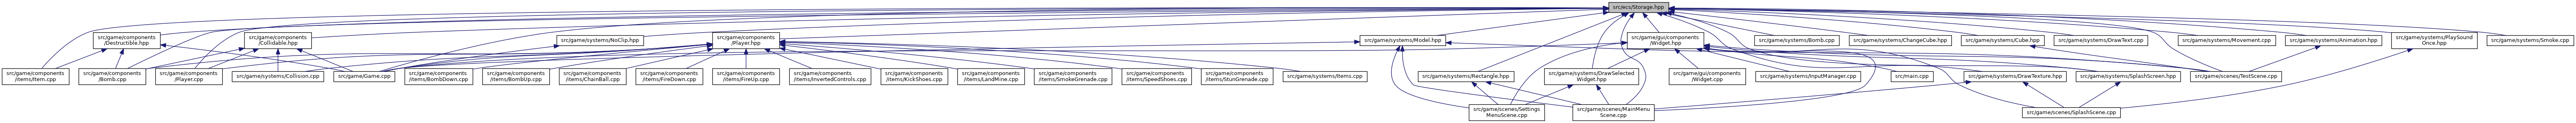 src/ecs/Storage.hpp
src/game/components
/Destructible.hpp
src/game/components
/Collidable.hpp
src/game/systems/NoClip.hpp
src/game/components
/Player.hpp
src/game/systems/Model.hpp
src/game/gui/components
/Widget.hpp
src/game/systems/Bomb.cpp
src/game/systems/ChangeCube.hpp
src/game/systems/Cube.hpp
src/game/systems/DrawText.cpp
src/game/systems/Movement.cpp
src/game/systems/Animation.hpp
src/game/systems/PlaySound
Once.hpp
src/game/systems/Smoke.cpp
src/game/components
/items/Item.cpp
src/game/components
/Bomb.cpp
src/game/components
/Player.cpp
src/game/systems/Collision.cpp
src/game/Game.cpp
src/game/components
/items/BombDown.cpp
src/game/components
/items/BombUp.cpp
src/game/components
/items/ChainBall.cpp
src/game/components
/items/FireDown.cpp
src/game/components
/items/FireUp.cpp
src/game/components
/items/InvertedControls.cpp
src/game/components
/items/KickShoes.cpp
src/game/components
/items/LandMine.cpp
src/game/components
/items/SmokeGrenade.cpp
src/game/components
/items/SpeedShoes.cpp
src/game/components
/items/StunGrenade.cpp
src/game/systems/Items.cpp
src/game/systems/Rectangle.hpp
src/game/systems/DrawSelected
Widget.hpp
src/game/gui/components
/Widget.cpp
src/game/systems/InputManager.cpp
src/main.cpp
src/game/systems/DrawTexture.hpp
src/game/systems/SplashScreen.hpp
src/game/scenes/TestScene.cpp
src/game/scenes/Settings
MenuScene.cpp
src/game/scenes/MainMenu
Scene.cpp
src/game/scenes/SplashScene.cpp